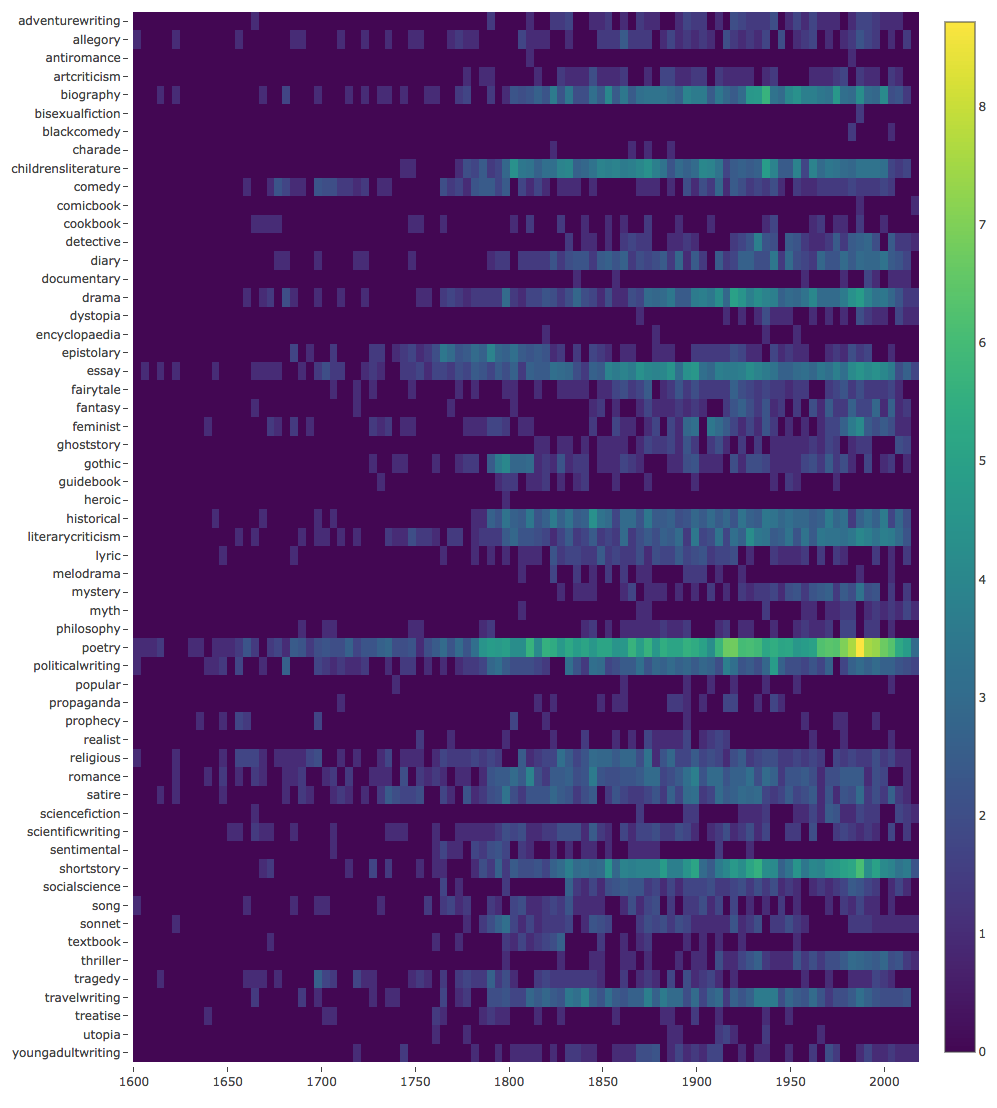 adventurewriting
allegory
antiromance
artcriticism
biography
bisexualfiction
blackcomedy
charade
childrensliterature
comedy
comicbook
cookbook
detective
diary
documentary
drama
dystopia
encyclopaedia
epistolary
essay
fairytale
fantasy
feminist
ghoststory
gothic
guidebook
heroic
historical
literarycriticism
lyric
melodrama
mystery
myth
philosophy
poetry
politicalwriting
popular
propaganda
prophecy
realist
religious
romance
satire
sciencefiction
scientificwriting
sentimental
shortstory
socialscience
song
sonnet
textbook
thriller
tragedy
travelwriting
treatise
utopia
youngadultwriting
1600 1650 1700 1750 1800 1850 1900 1950 2000
8
7
6
5
4
3
2
1
0